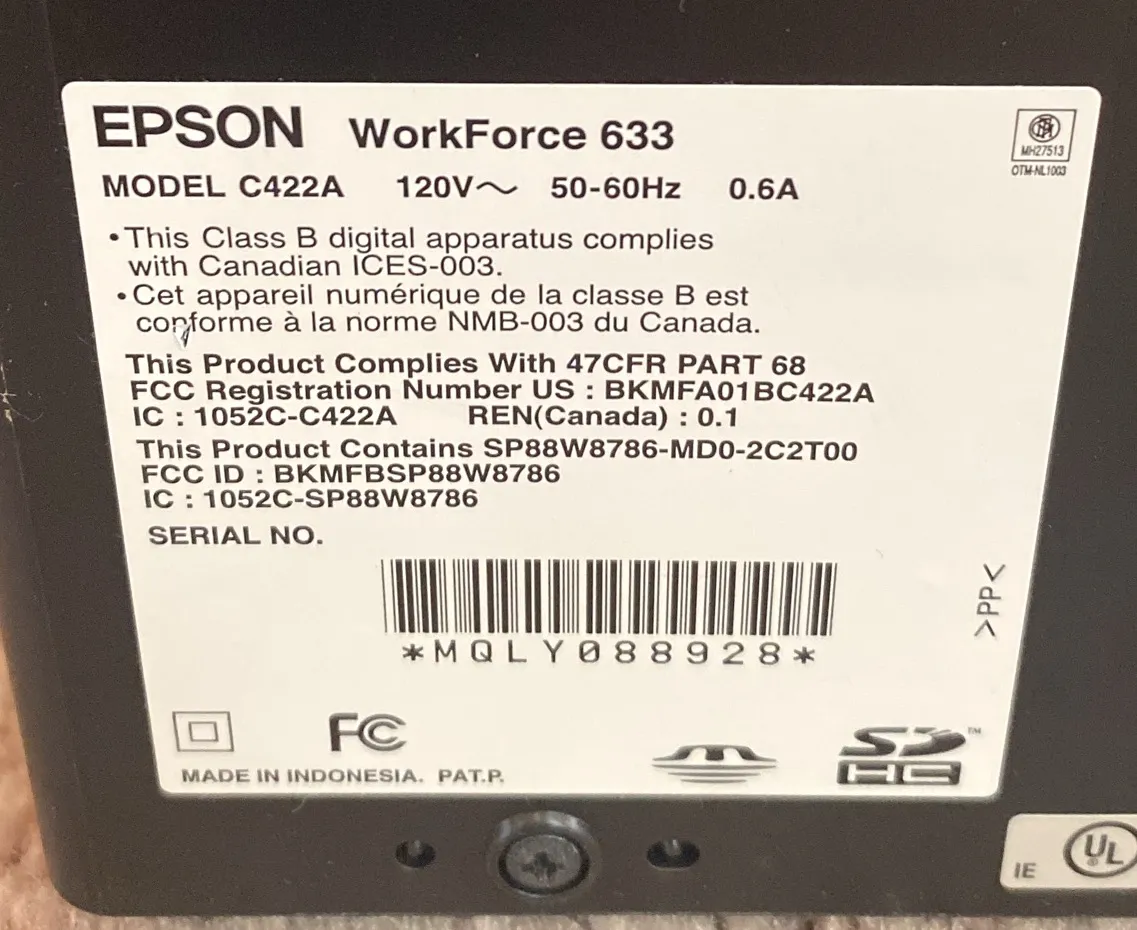 EPSON WorkForce 633
MH27513
OTM-NL1003
MODEL C422A 120V～ 50-60Hz 0.6A
•This Class B digital apparatus complies
with Canadian ICES-003.
•Cet appareil numérique de la classe B est
conforme à la norme NMB-003 du Canada.
This Product Complies With 47CFR PART 68
FCC Registration Number US : BKMFA01BC422A
IC : 1052C-C422A REN(Canada) : 0.1
This Product Contains SP88W8786-MD0-2C2T00
FCC ID : BKMFBSP88W8786
IC : 1052C-SP88W8786
SERIAL NO.
*MQLY088928*
>PP<
FC
SD™
HC
MADE IN INDONESIA. PAT.P.
IE
UL